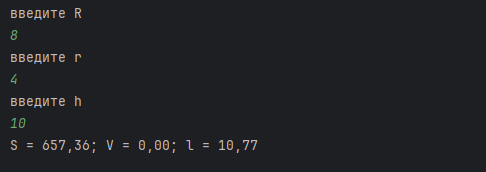 введите R
8
введите r
4
введите h
10
S = 657,36; V = 0,00; l = 10,77